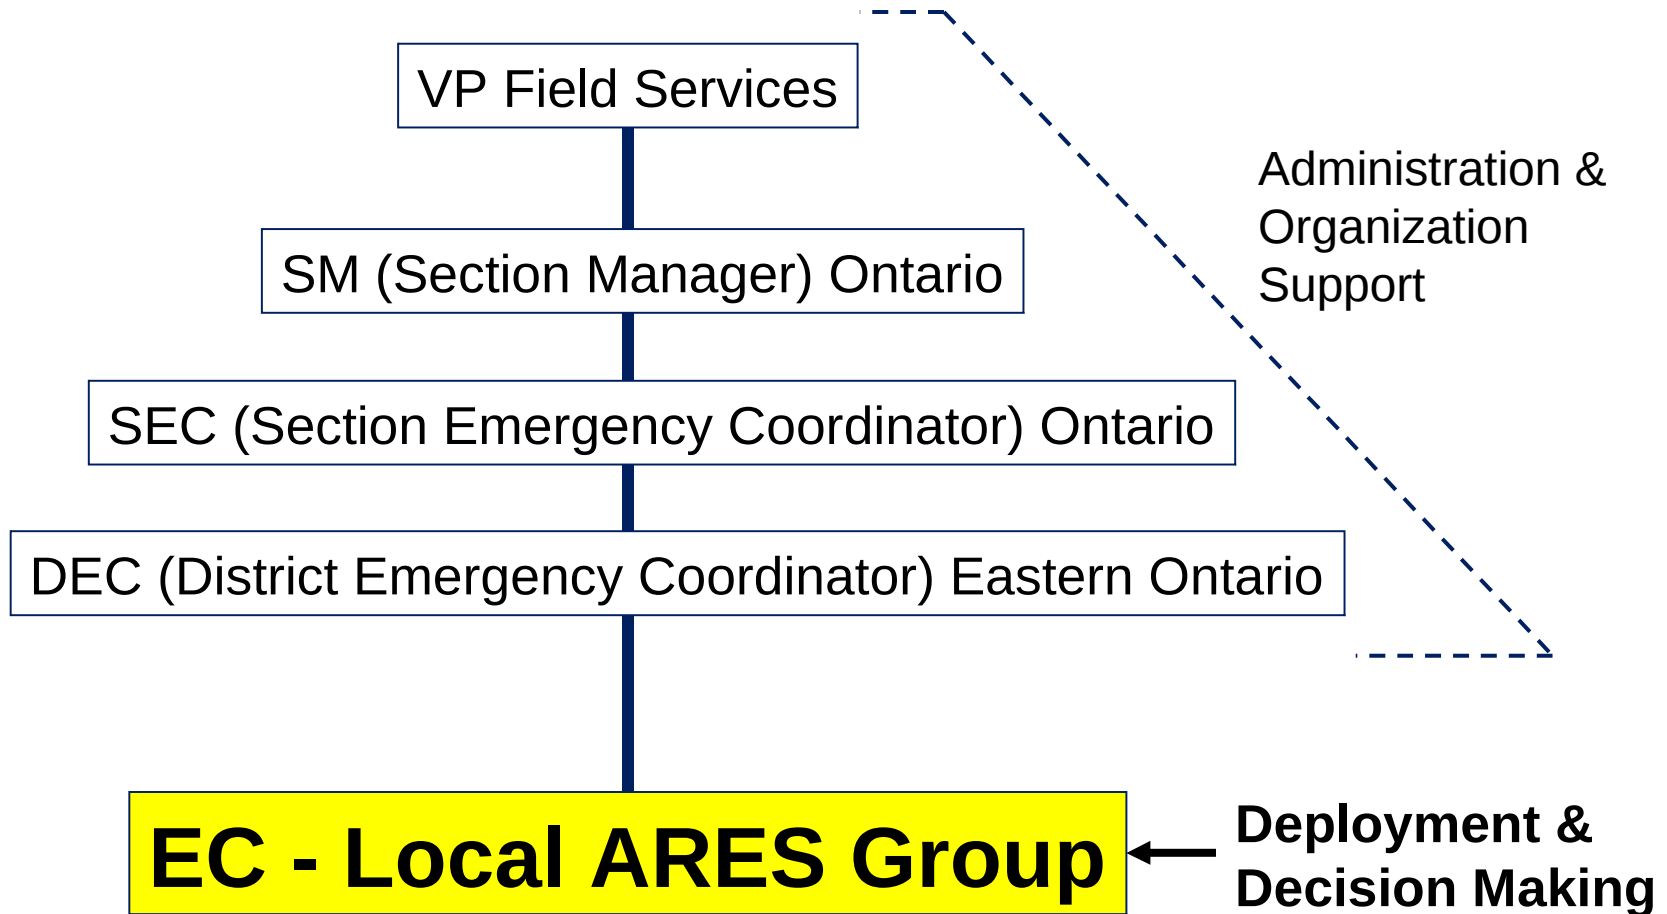 VP Field Services
Administration &
Organization
Support
SM (Section Manager) Ontario
SEC (Section Emergency Coordinator) Ontario
DEC (District Emergency Coordinator) Eastern Ontario
EC - Local ARES Group
Deployment &
Decision Making